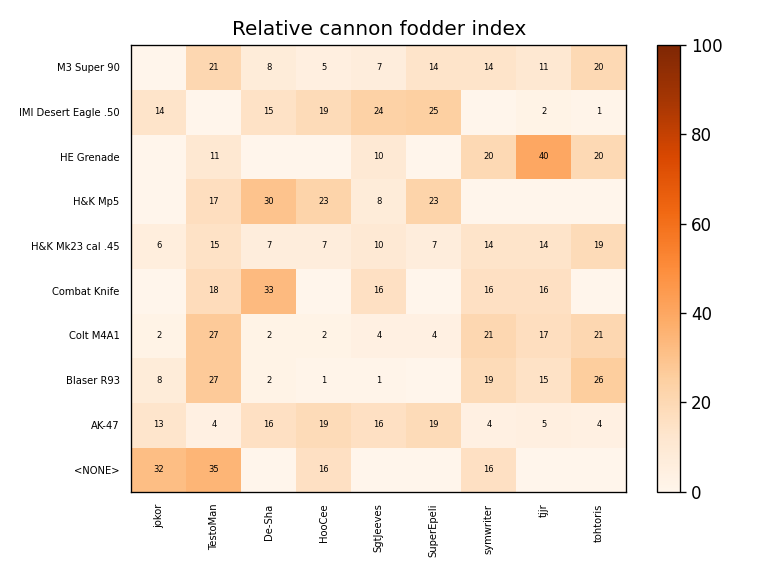 Relative cannon fodder index
M3 Super 90 21 8 5 7 14 14 11 20
IMI Desert Eagle .50 14 15 19 24 25 2 1
HE Grenade 11 10 20 40 20
H&K Mp5 17 30 23 8 23
H&K Mk23 cal .45 6 15 7 7 10 7 14 14 19
Combat Knife 18 33 16 16 16
Colt M4A1 2 27 2 2 4 4 21 17 21
Blaser R93 8 27 2 1 1 19 15 26
AK-47 13 4 16 19 16 19 4 5 4
<NONE> 32 35 16 16
jokor
TestoMan
De-Sha
HooCee
SgtJeeves
SuperEpeli
symwriter
tjjr
tohtoris
100
80
60
40
20
0